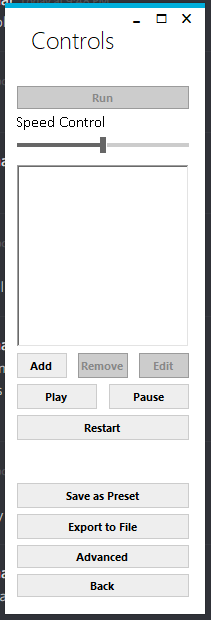 Controls
Run
Speed Control
Add Remove Edit
Play Pause
Restart
Save as Preset
Export to File
Advanced
Back